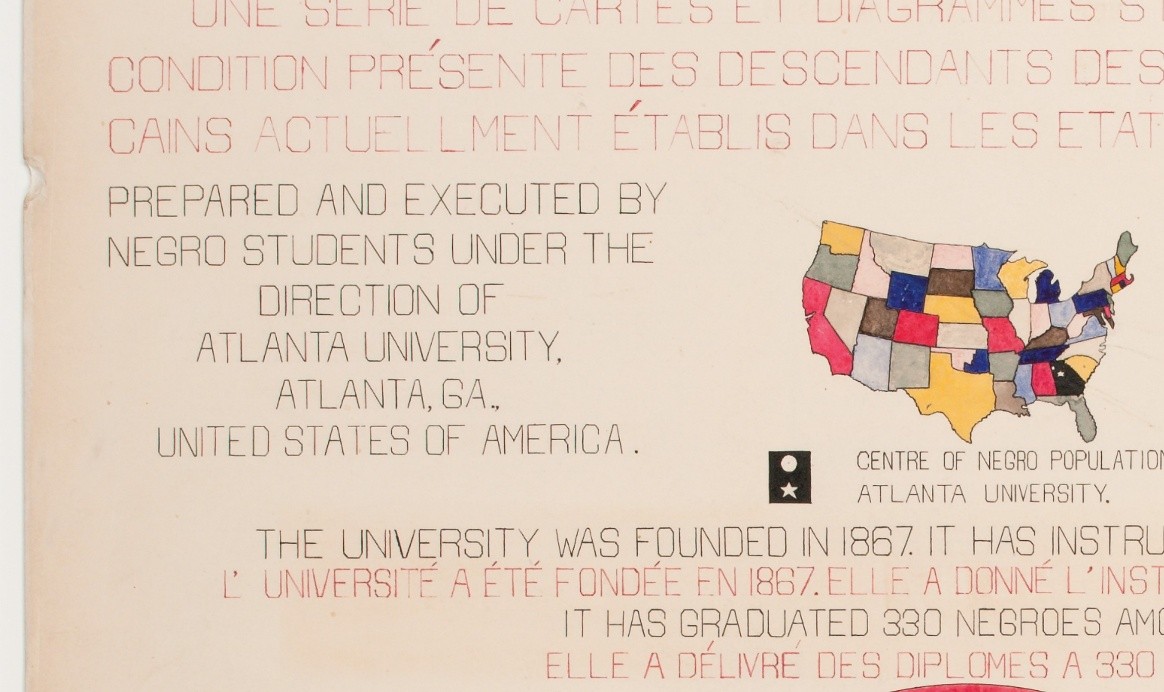 UNE SÉRIE DE CARTES ET DIAGRAMMES S
CONDITION PRÉSENTE DES DESCENDANTS DES
CAINS ACTUELLMENT ÉTABLIS DANS LES ETAT
PREPARED AND EXECUTED BY
NEGRO STUDENTS UNDER THE
DIRECTION OF
ATLANTA UNIVERSITY,
ATLANTA, GA.,
UNITED STATES OF AMERICA.
CENTRE OF NEGRO POPULATION
ATLANTA UNIVERSITY.
THE UNIVERSITY WAS FOUNDED IN 1867. IT HAS INSTRU
L' UNIVERSITÉ A ÉTÉ FONDÉE EN 1867. ELLE A DONNÉ L'INST
IT HAS GRADUATED 330 NEGROES AMO
ELLE A DÉLIVRÉ DES DIPLOMES A 330